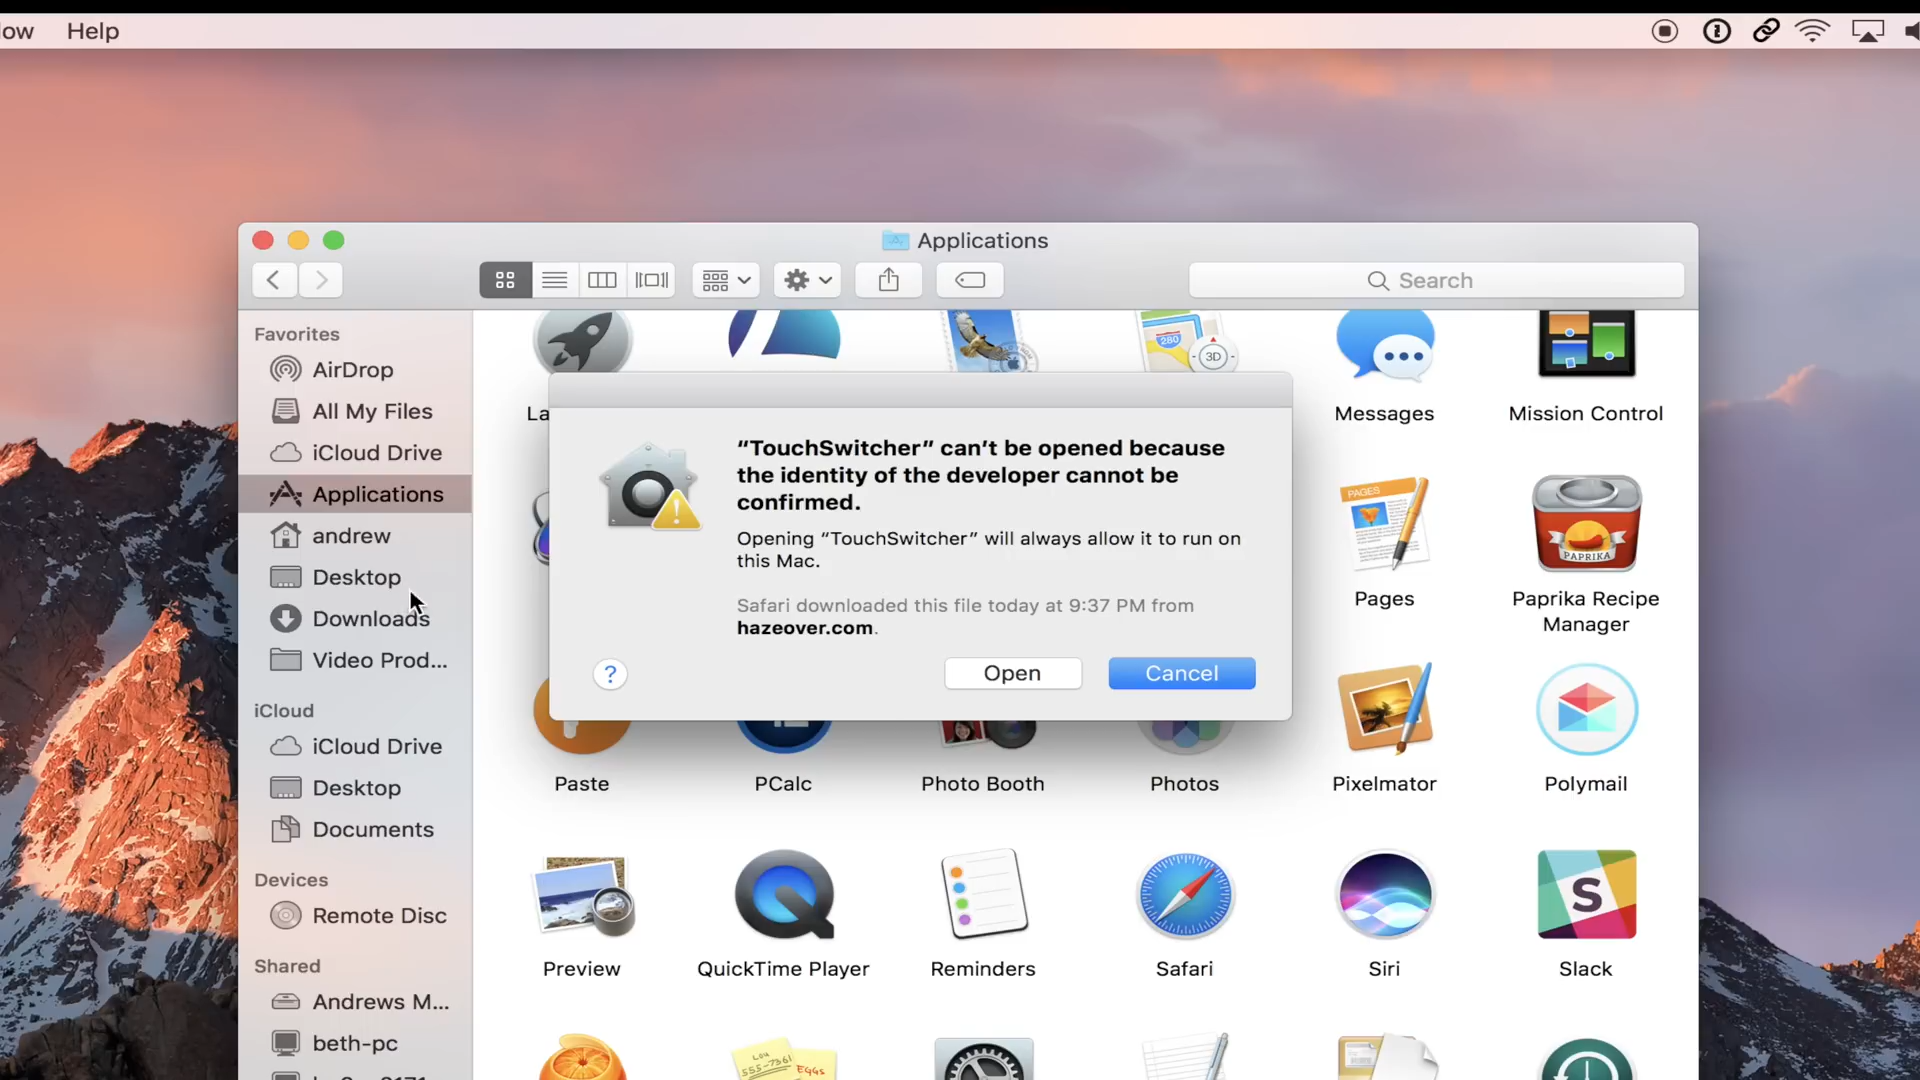 Help
Applications
Search
Favorites
AirDrop
All My Files
iCloud Drive
Applications
andrew
Desktop
Downloads
Video Prod...
iCloud
iCloud Drive
Desktop
Documents
Devices
Remote Disc
Shared
Andrews M...
beth-pc
280
3D
La
Messages
Mission Control
“TouchSwitcher” can’t be opened because
the identity of the developer cannot be
confirmed.
Opening “TouchSwitcher” will always allow it to run on
this Mac.
Safari downloaded this file today at 9:37 PM from
hazeover.com.
?
Open
Cancel
PAGES
PAPRIKA
Pages
Paprika Recipe
Manager
Paste
PCalc
Photo Booth
Photos
Pixelmator
Polymail
S
Preview
QuickTime Player
Reminders
Safari
Siri
Slack
Lou
555-7361
EGGS